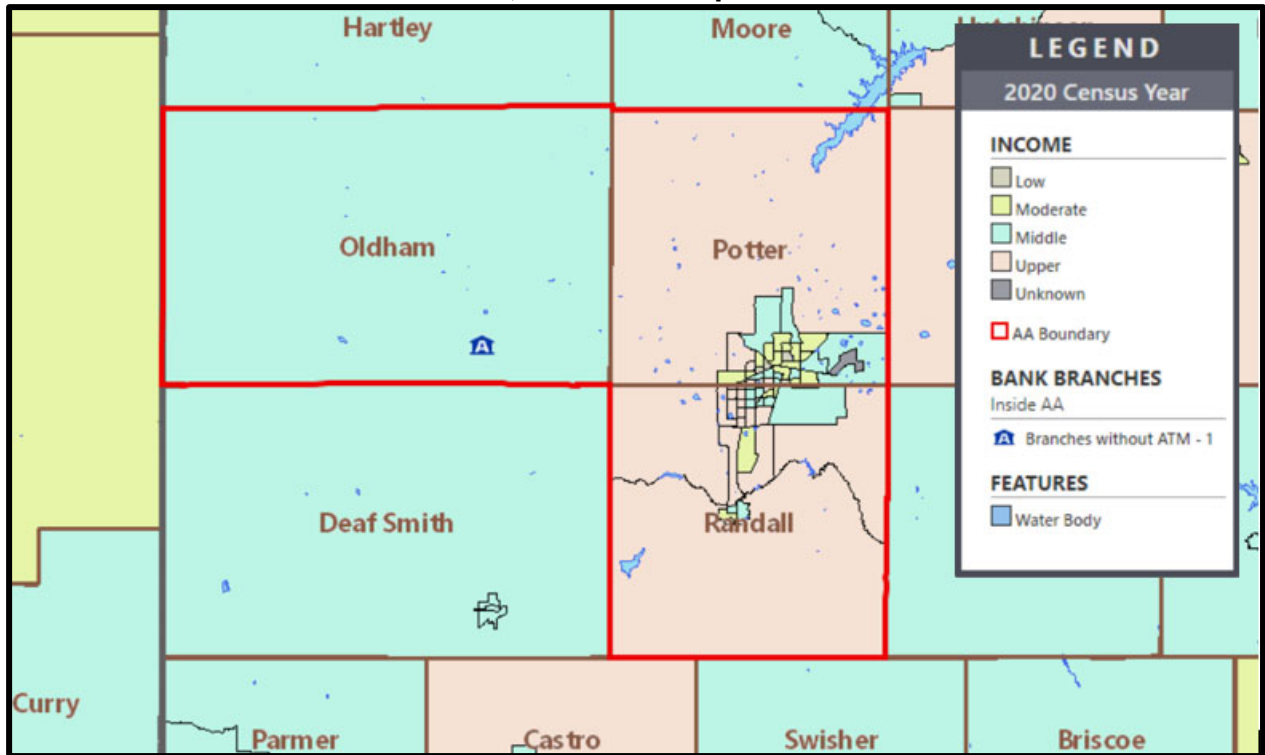 Hartley
Moore
Hutchinson
Oldham
Potter
Deaf Smith
Randall
Curry
Parmer
Castro
Swisher
Briscoe
LEGEND
2020 Census Year
INCOME
Low
Moderate
Middle
Upper
Unknown
AA Boundary
BANK BRANCHES
Inside AA
A Branches without ATM - 1
FEATURES
Water Body
A